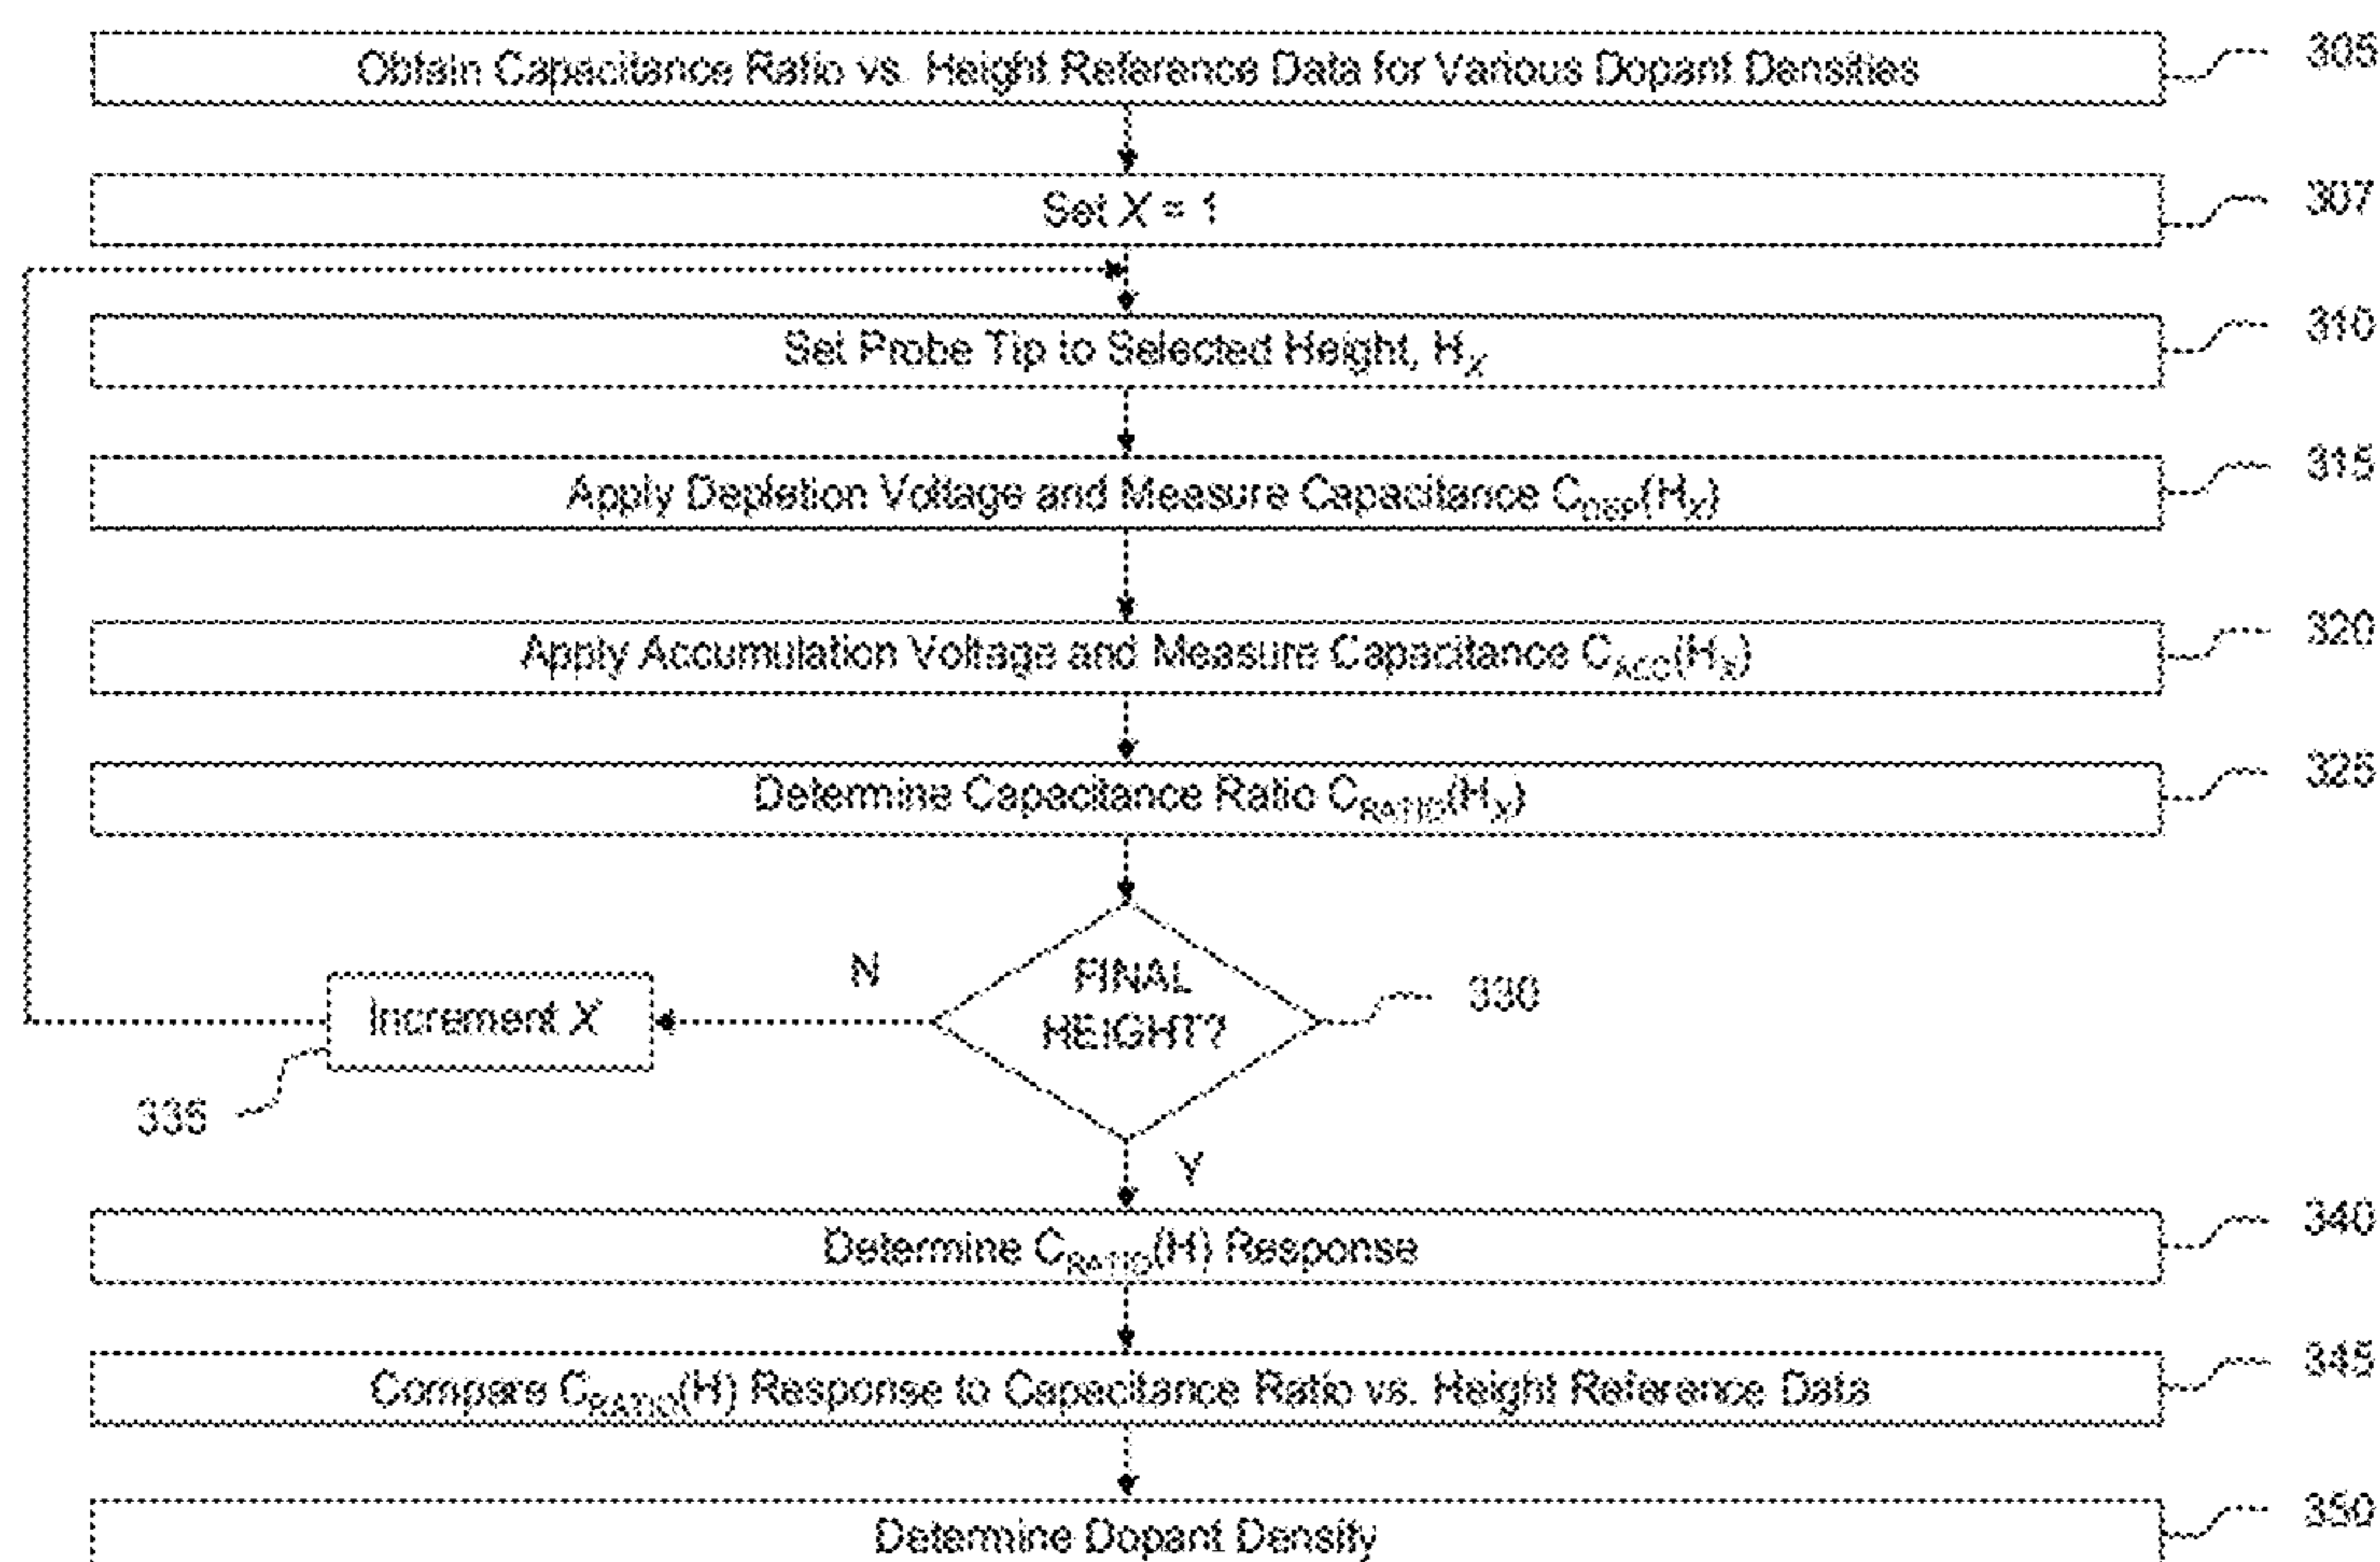 Obtain Capacitance Ratio vs. Height Reference Data for Various Dopant Densities
305
Set X = 1
307
Set Probe Tip to Selected Height, H_X
310
Apply Depletion Voltage and Measure Capacitance C_DEP(H_X)
315
Apply Accumulation Voltage and Measure Capacitance C_ACC(H_X)
320
Determine Capacitance Ratio C_RATIO(H_X)
325
FINAL
HEIGHT?
330
N
Increment X
335
Y
Determine C_RATIO(H) Response
340
Compare C_RATIO(H) Response to Capacitance Ratio vs. Height Reference Data
345
Determine Dopant Density
350